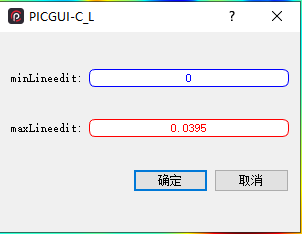 PICGUI-C_L
minLineedit: 0
maxLineedit: 0.0395
确定 取消